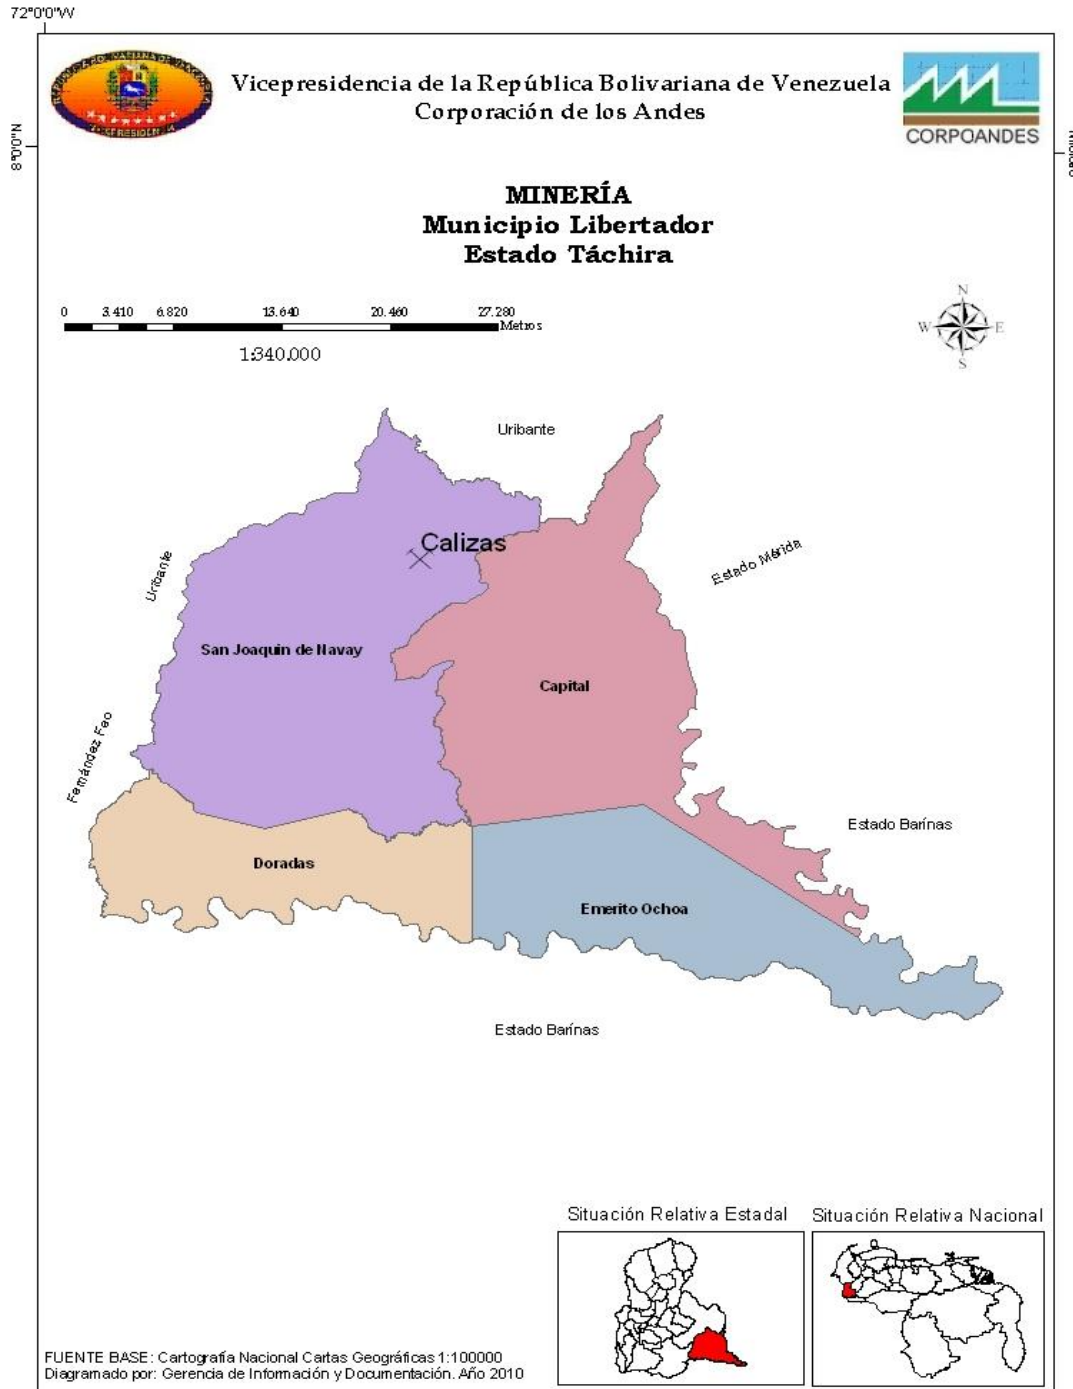 72°0'0"W
Vicepresidencia de la República Bolivariana de Venezuela
Corporación de los Andes
CORPOANDES
8°0'0"N
MINERÍA
Municipio Libertador
Estado Táchira
0 3.410 6.820 13.640 20.460 27.280
Metros
1:340.000
N
W E
S
Uribante
Calizas
Uribante
Estado Mérida
San Joaquin de Navay
Capital
Fernández Feo
Estado Barínas
Doradas
Emerito Ochoa
Estado Barínas
Situación Relativa Estadal
Situación Relativa Nacional
FUENTE BASE: Cartografía Nacional Cartas Geográficas 1:100000
Diagramado por: Gerencia de Información y Documentación. Año 2010